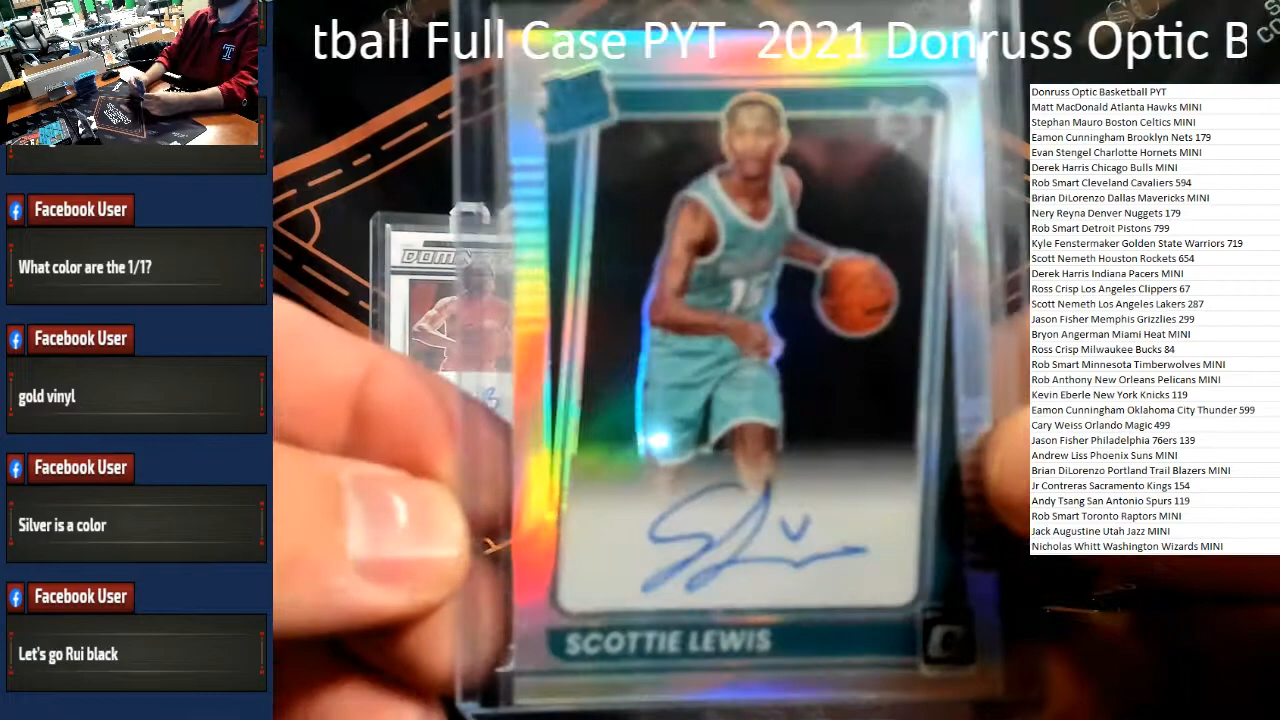 tball Full Case PYT 2021 Donruss Optic B
Facebook User
What color are the 1/1?
Facebook User
gold vinyl
Facebook User
Silver is a color
Facebook User
Let's go Rui black
T
DON
15
SCOTTIE LEWIS
Donruss Optic Basketball PYT
Matt MacDonald Atlanta Hawks MINI
Stephan Mauro Boston Celtics MINI
Eamon Cunningham Brooklyn Nets 179
Evan Stengel Charlotte Hornets MINI
Derek Harris Chicago Bulls MINI
Rob Smart Cleveland Cavaliers 594
Brian DiLorenzo Dallas Mavericks MINI
Nery Reyna Denver Nuggets 179
Rob Smart Detroit Pistons 799
Kyle Fenstermaker Golden State Warriors 719
Scott Nemeth Houston Rockets 654
Derek Harris Indiana Pacers MINI
Ross Crisp Los Angeles Clippers 67
Scott Nemeth Los Angeles Lakers 287
Jason Fisher Memphis Grizzlies 299
Bryon Angerman Miami Heat MINI
Ross Crisp Milwaukee Bucks 84
Rob Smart Minnesota Timberwolves MINI
Rob Anthony New Orleans Pelicans MINI
Kevin Eberle New York Knicks 119
Eamon Cunningham Oklahoma City Thunder 599
Cary Weiss Orlando Magic 499
Jason Fisher Philadelphia 76ers 139
Andrew Liss Phoenix Suns MINI
Brian DiLorenzo Portland Trail Blazers MINI
Jr Contreras Sacramento Kings 154
Andy Tsang San Antonio Spurs 119
Rob Smart Toronto Raptors MINI
Jack Augustine Utah Jazz MINI
Nicholas Whitt Washington Wizards MINI